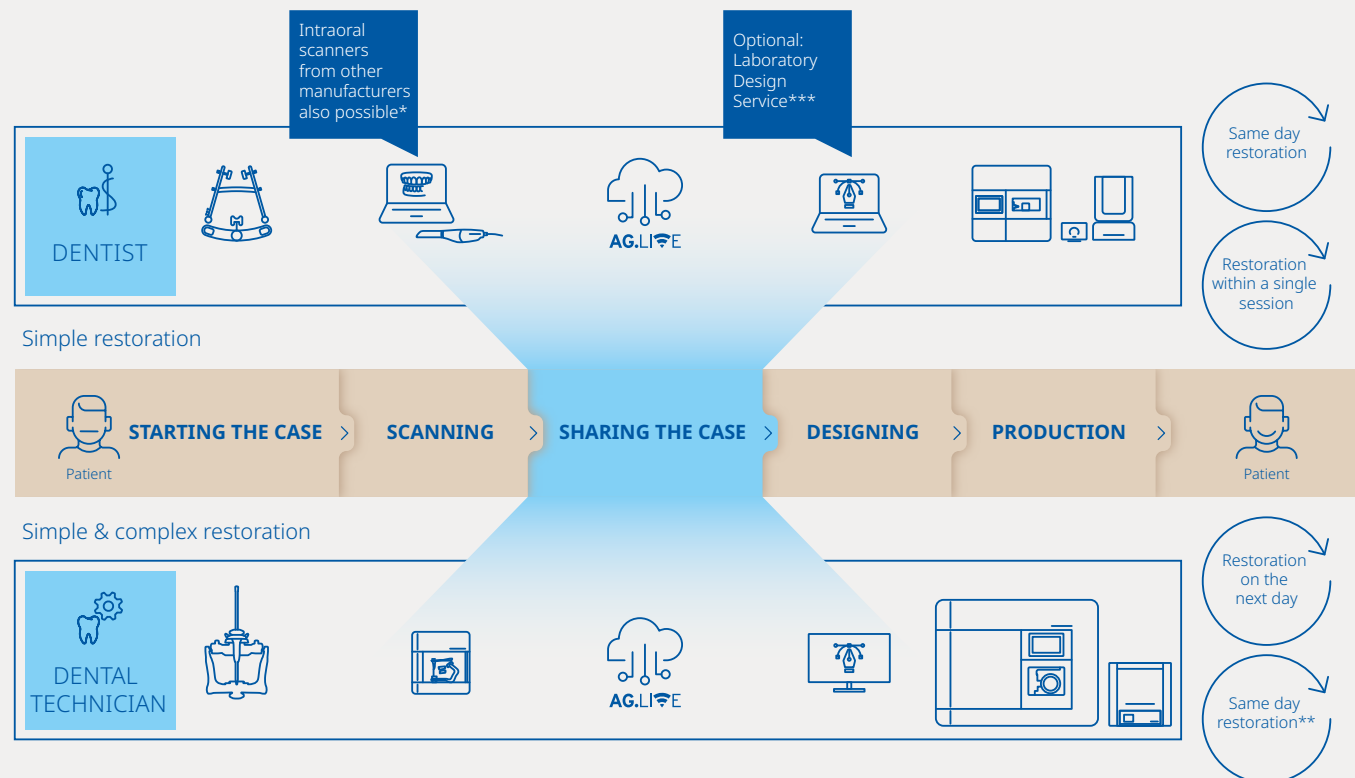 Intraoral
scanners
from other
manufacturers
also possible*
Optional:
Laboratory
Design
Service***
Same day
restoration
DENTIST
AG.LIVE
Restoration
within a single
session
Simple restoration
Patient
STARTING THE CASE
SCANNING
SHARING THE CASE
DESIGNING
PRODUCTION
Patient
Simple & complex restoration
Restoration
on the
next day
DENTAL
TECHNICIAN
AG.LIVE
Same day
restoration**